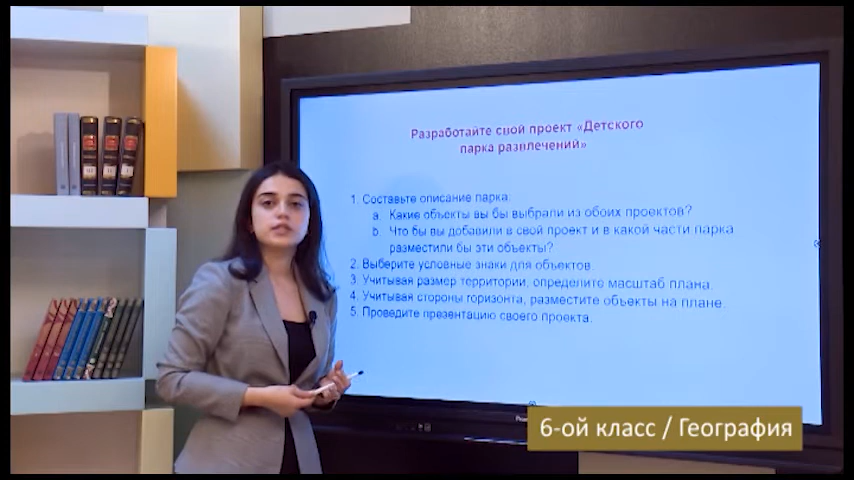 Разработайте свой проект «Детского
парка развлечений»
1. Составьте описание парка:
a. Какие объекты вы бы выбрали из обоих проектов?
b. Что бы вы добавили в свой проект и в какой части парка
разместили бы эти объекты?
2. Выберите условные знаки для объектов.
3. Учитывая размер территории, определите масштаб плана.
4. Учитывая стороны горизонта, разместите объекты на плане.
5. Проведите презентацию своего проекта.
6-ой класс / География